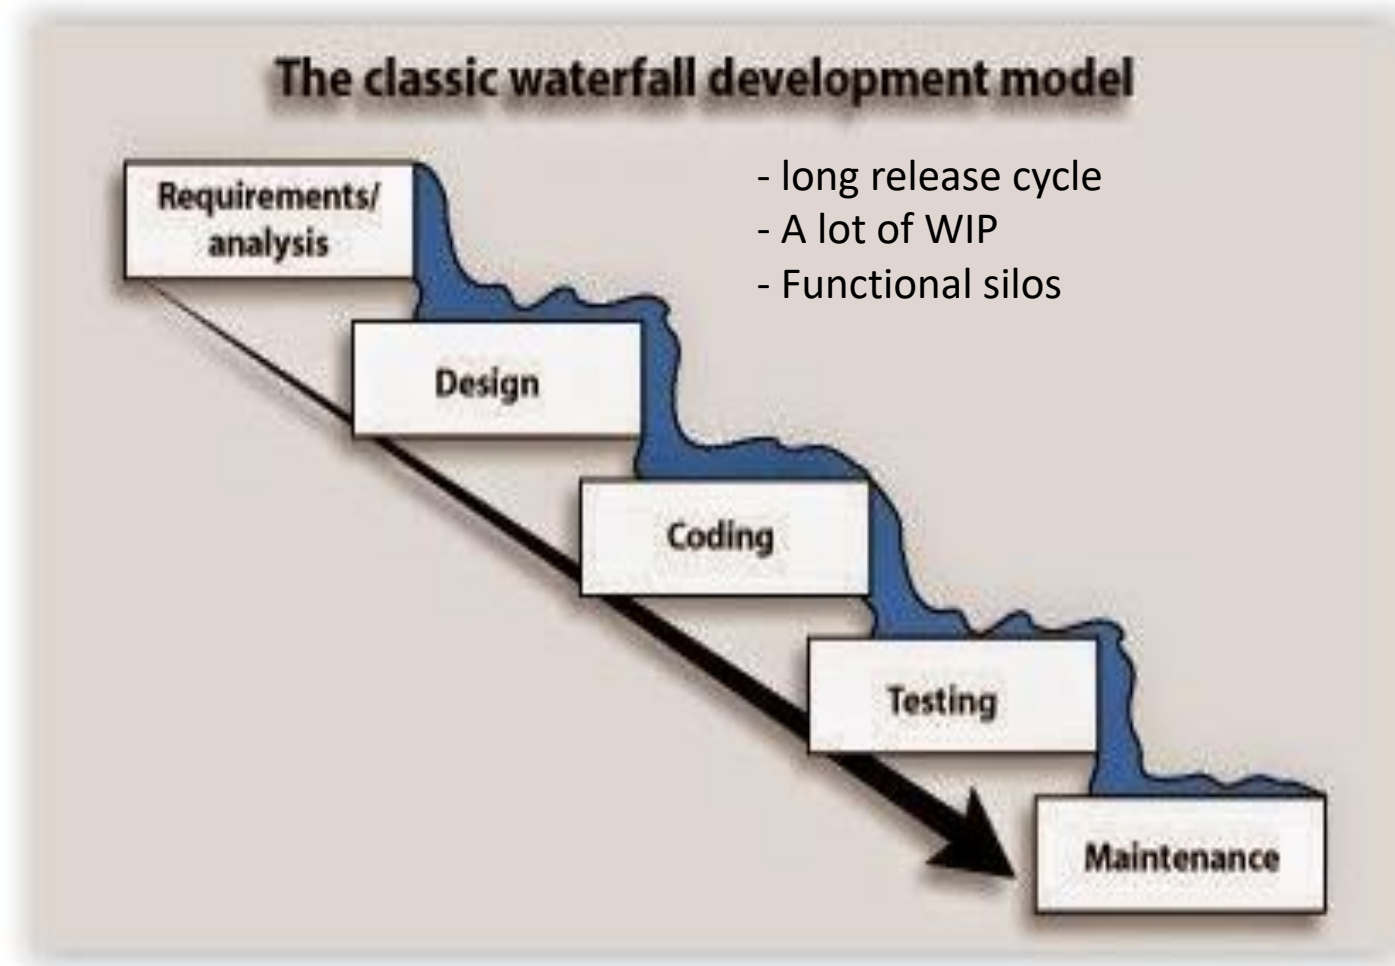 The classic waterfall development model
Requirements/
analysis
- long release cycle
- A lot of WIP
- Functional silos
Design
Coding
Testing
Maintenance